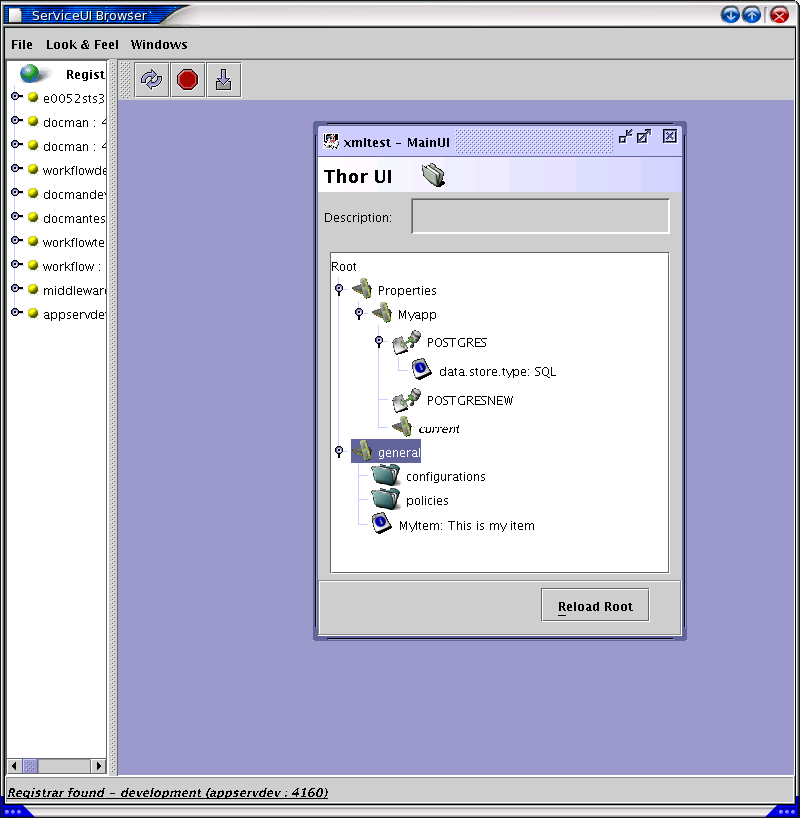 ServiceUI Browser
File Look & Feel Windows
Regist
e0052sts3
docman : 4
docman : 4
workflowde
docmandev
docmantes
workflowte
workflow :
middleware
appservde
xmltest - MainUI
Thor UI
Description:
Root
Properties
Myapp
POSTGRES
data.store.type: SQL
POSTGRESNEW
current
general
configurations
policies
MyItem: This is my item
Reload Root
Registrar found - development (appservdev : 4160)